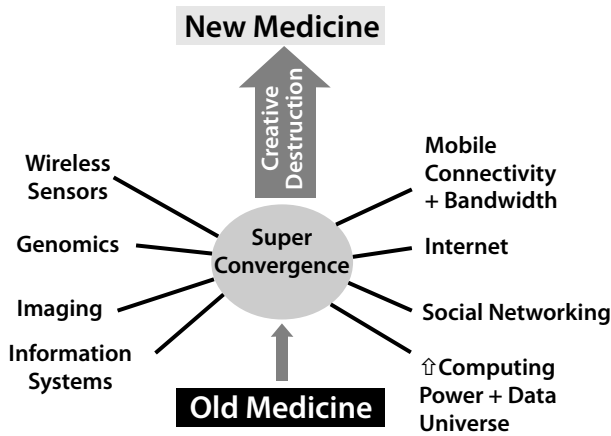 New Medicine
Creative
Destruction
Wireless
Sensors
Genomics
Imaging
Information
Systems
Super
Convergence
Mobile
Connectivity
+ Bandwidth
Internet
Social Networking
⇧Computing
Power + Data
Universe
Old Medicine